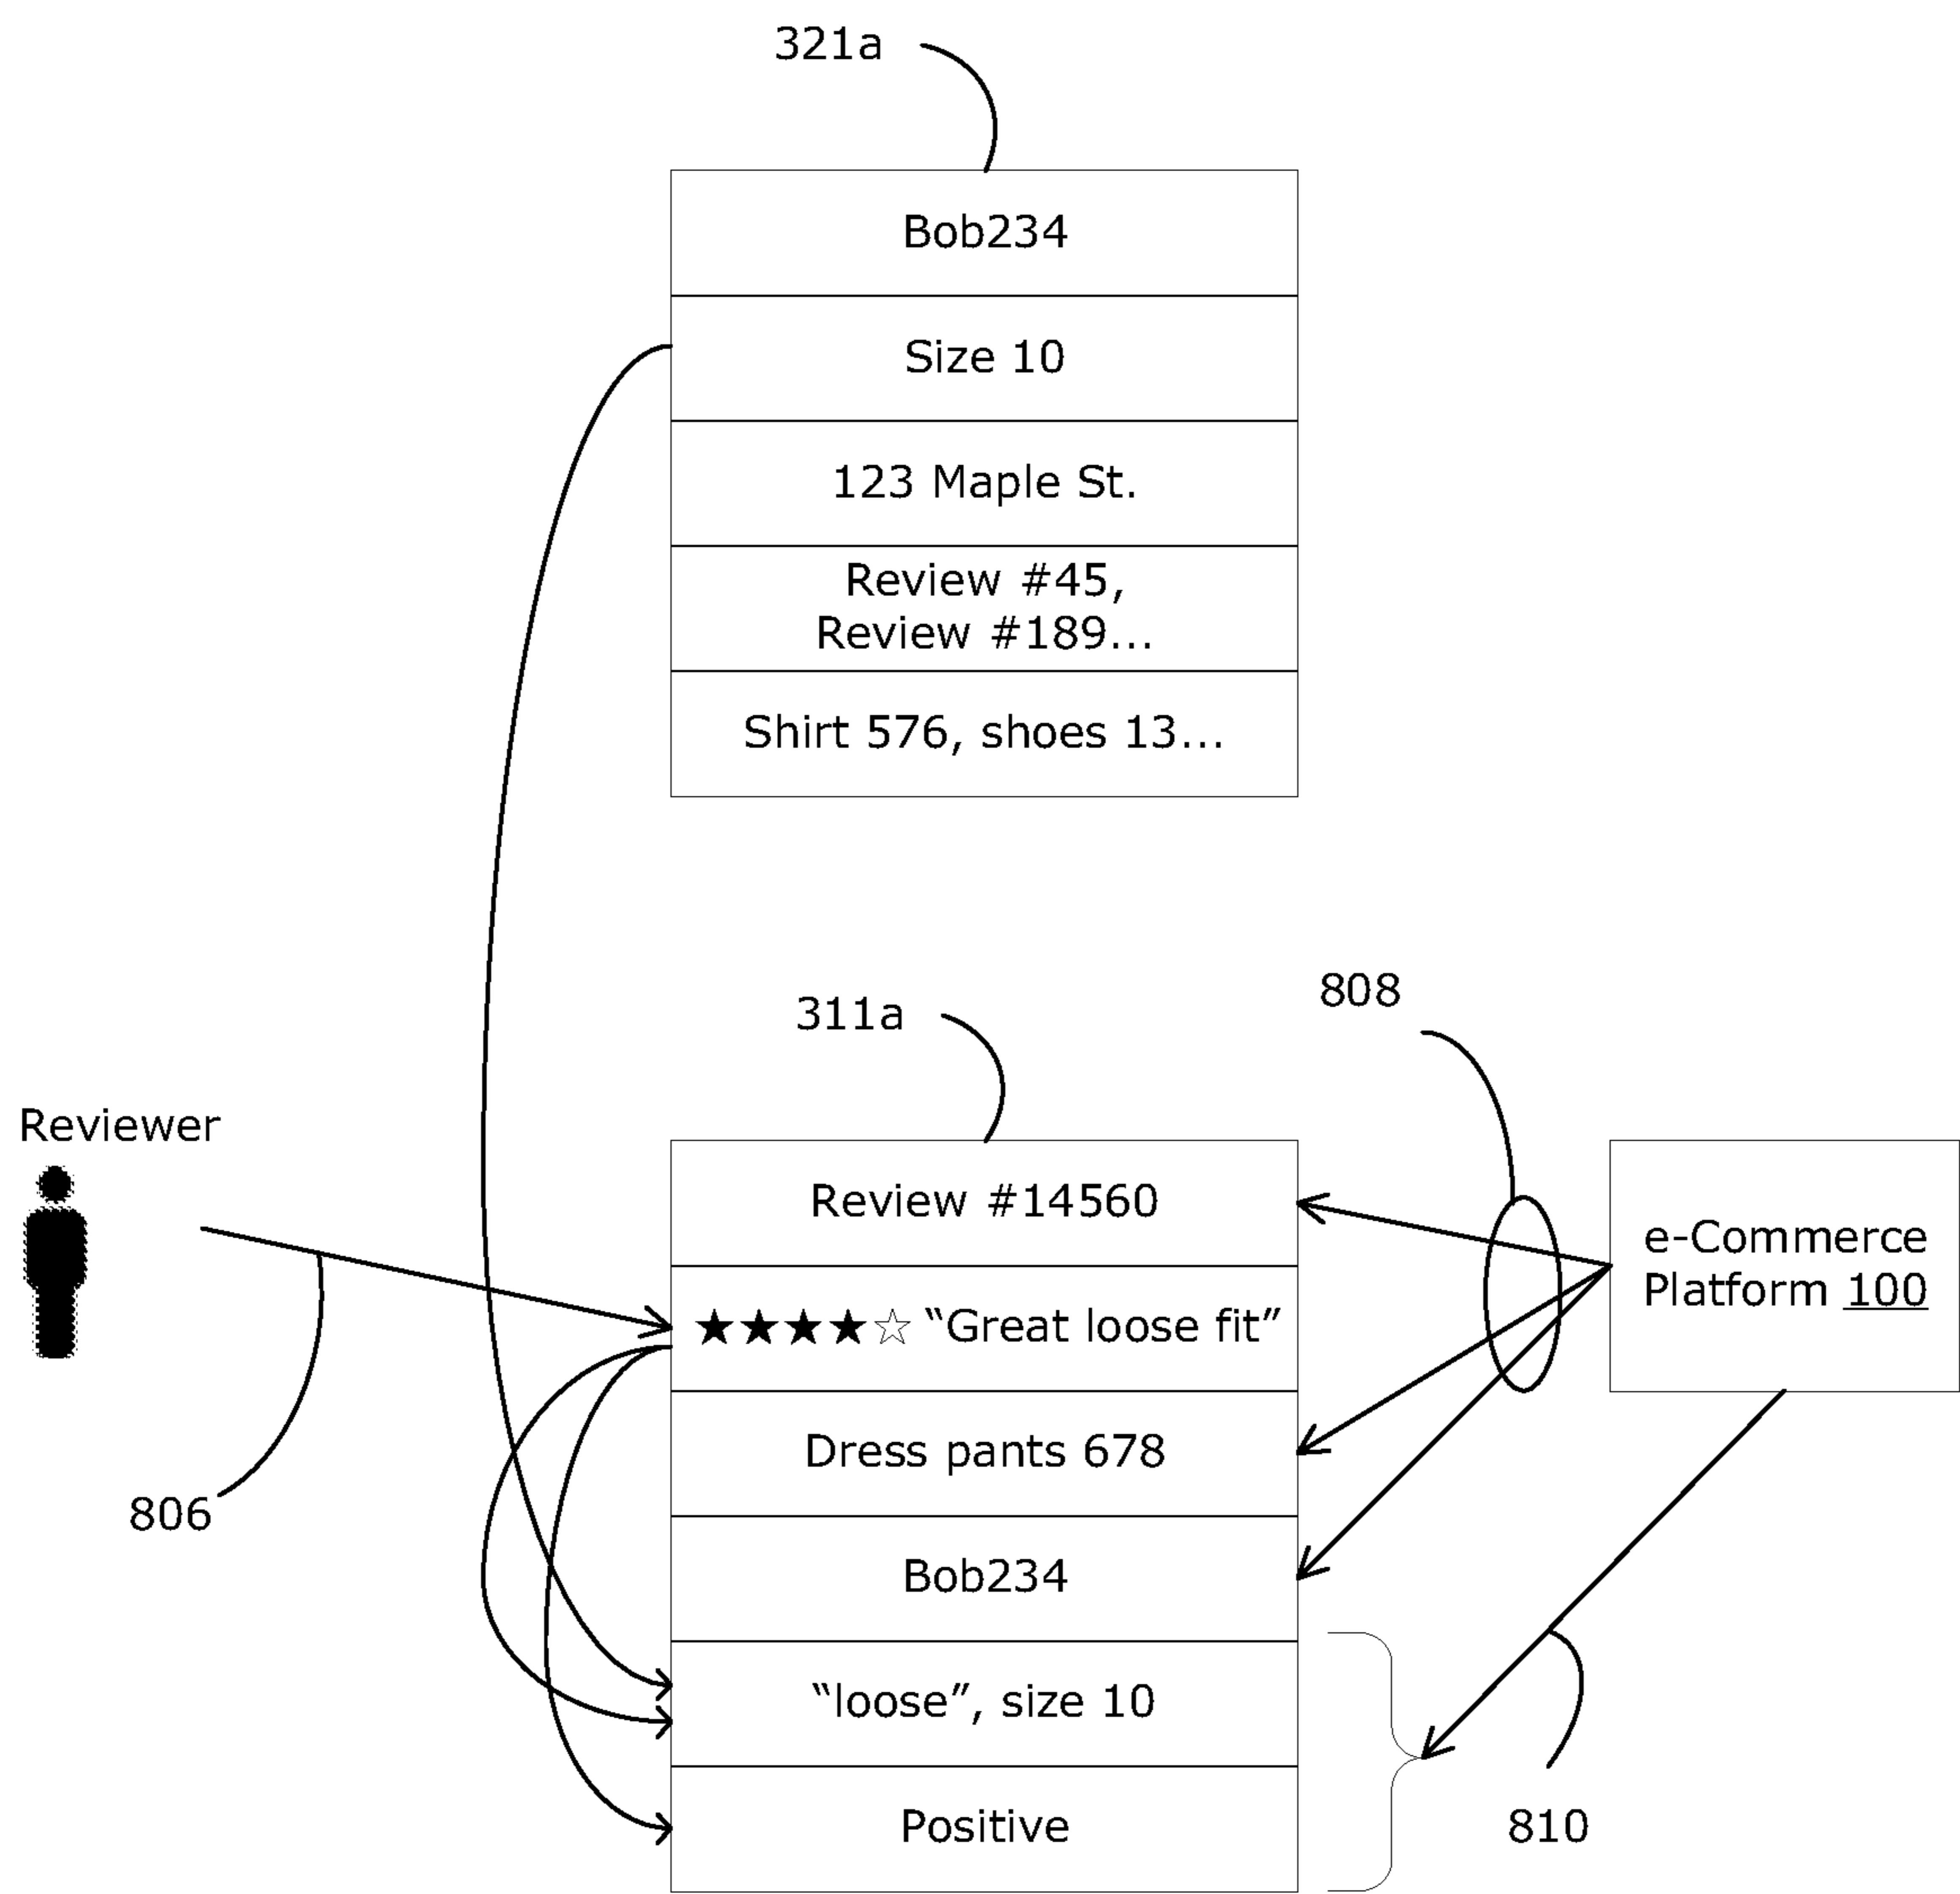 321a
Bob234
Size 10
123 Maple St.
Review #45,
Review #189...
Shirt 576, shoes 13...
808
311a
Reviewer
Review #14560
e-Commerce
Platform 100
★★★★☆ “Great loose fit”
Dress pants 678
806
Bob234
“loose”, size 10
Positive
810